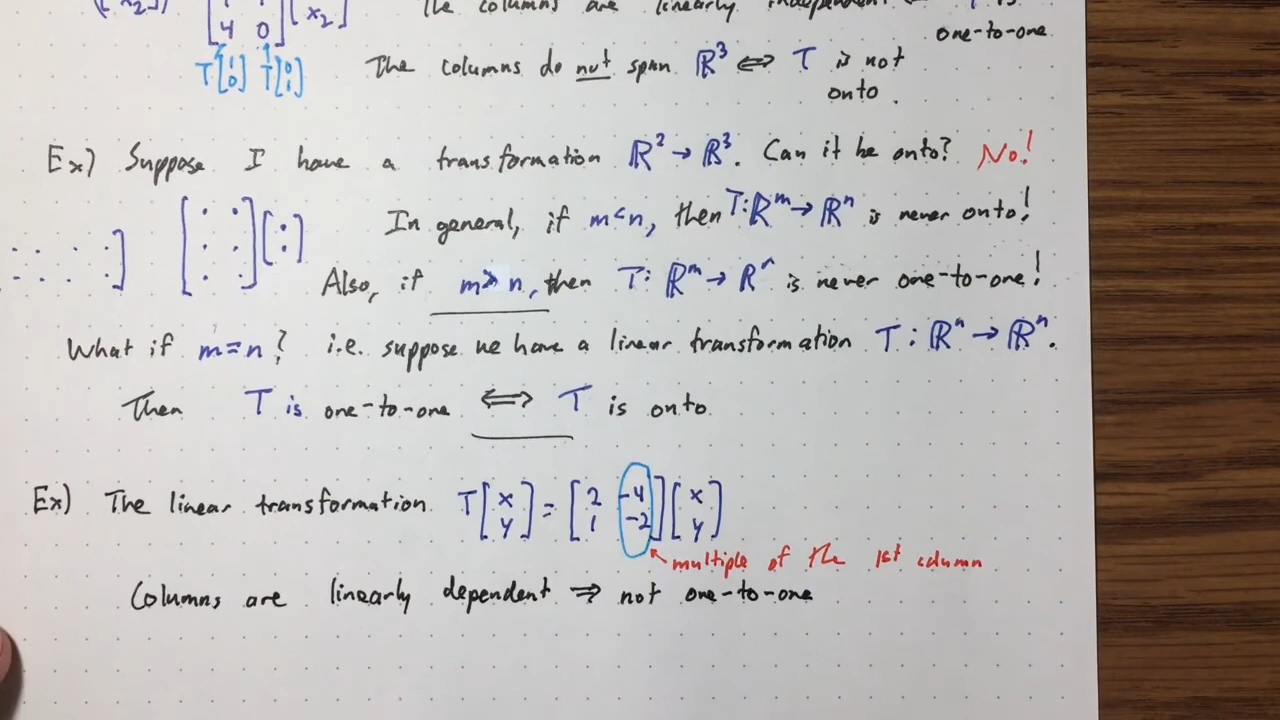 4 0] [x₂]
The columns are linearly independent ⟺ T is one-to-one.
T[1 0] T[0 1]
The columns do not span ℝ³ ⟺ T is not onto.
Ex) Suppose I have a transformation ℝ² → ℝ³. Can it be onto? No!
In general, if m<n, then T:ℝᵐ → ℝⁿ is never onto!
Also, if m>n, then T: ℝᵐ → ℝⁿ is never one-to-one!
What if m=n? i.e. suppose we have a linear transformation T: ℝⁿ → ℝⁿ.
Then T is one-to-one ⟺ T is onto
Ex) The linear transformation T[x y] = [2 -4 1 -2][x y]
multiple of the 1st column
Columns are linearly dependent ⇒ not one-to-one